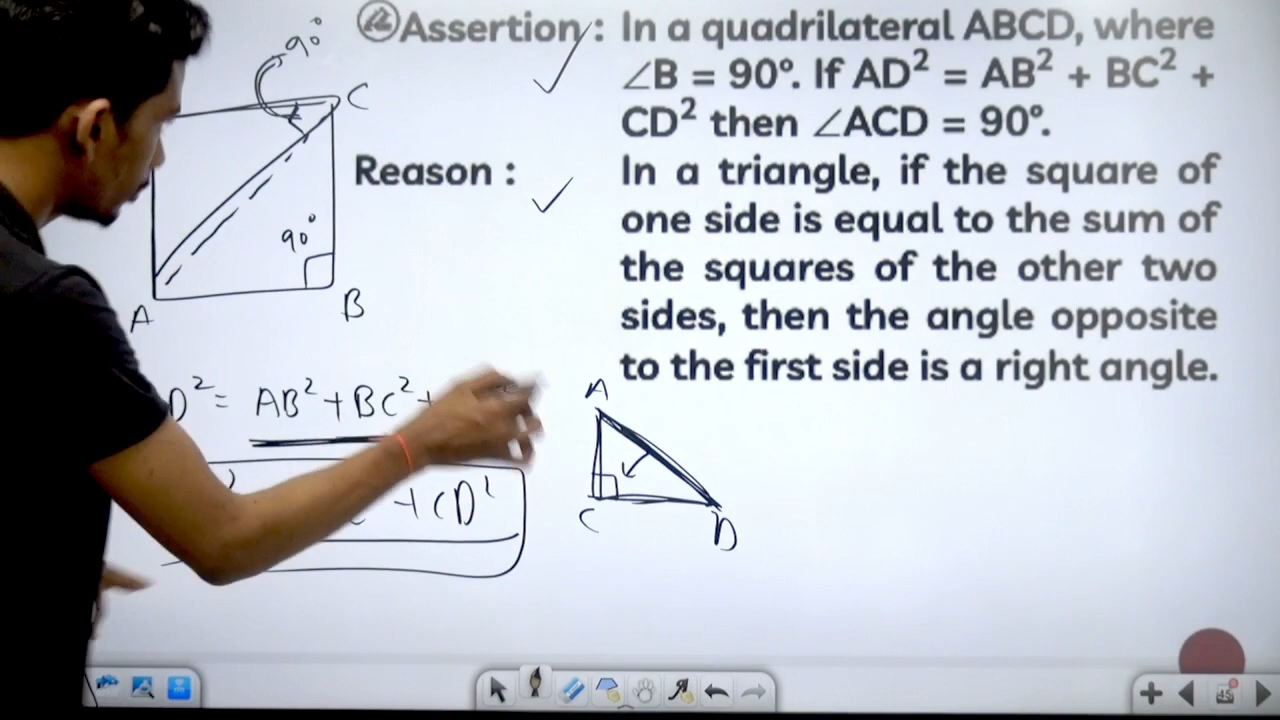 90°
C
90°
A
B
Assertion : In a quadrilateral ABCD, where
∠B = 90°. If AD² = AB² + BC² +
CD² then ∠ACD = 90°.
Reason : In a triangle, if the square of
one side is equal to the sum of
the squares of the other two
sides, then the angle opposite
to the first side is a right angle.
D² = AB² + BC² +
+ CD²
A
C
D
45